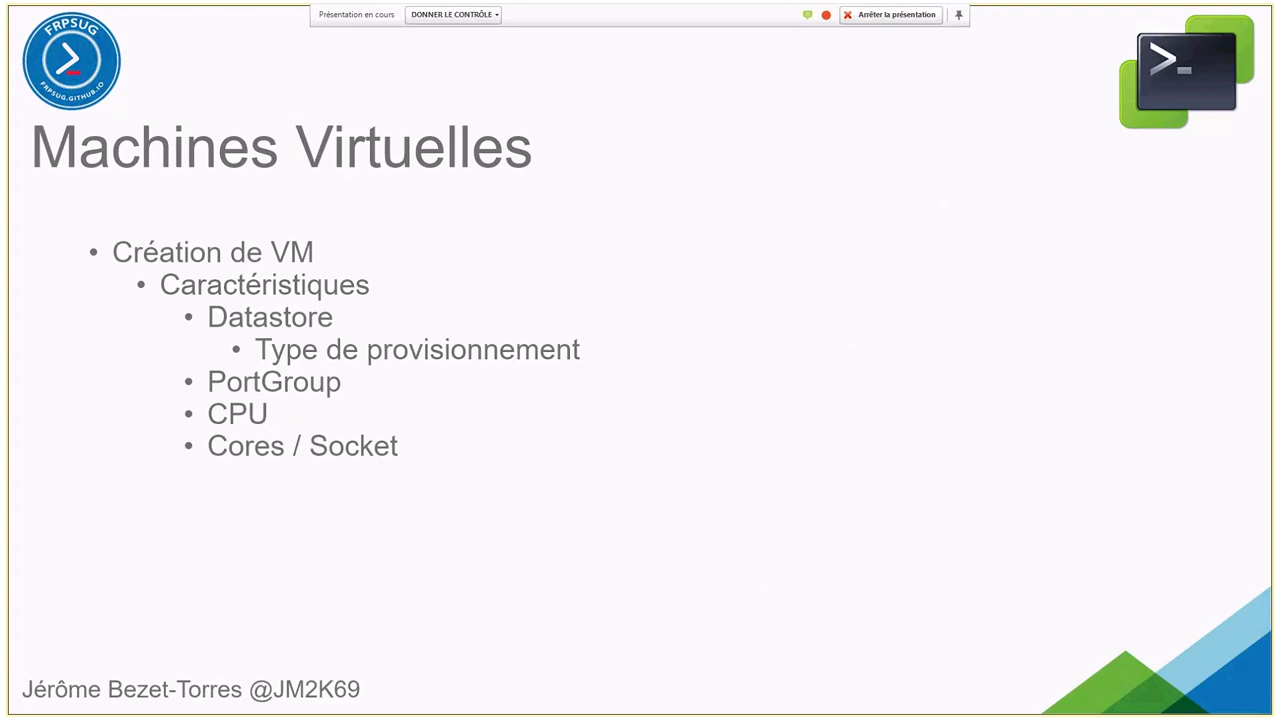 Présentation en cours
DONNER LE CONTRÔLE
Arrêter la présentation
FRPSUG
FRPSUG.GITHUB.IO
Machines Virtuelles
• Création de VM
• Caractéristiques
• Datastore
• Type de provisionnement
• PortGroup
• CPU
• Cores / Socket
Jérôme Bezet-Torres @JM2K69